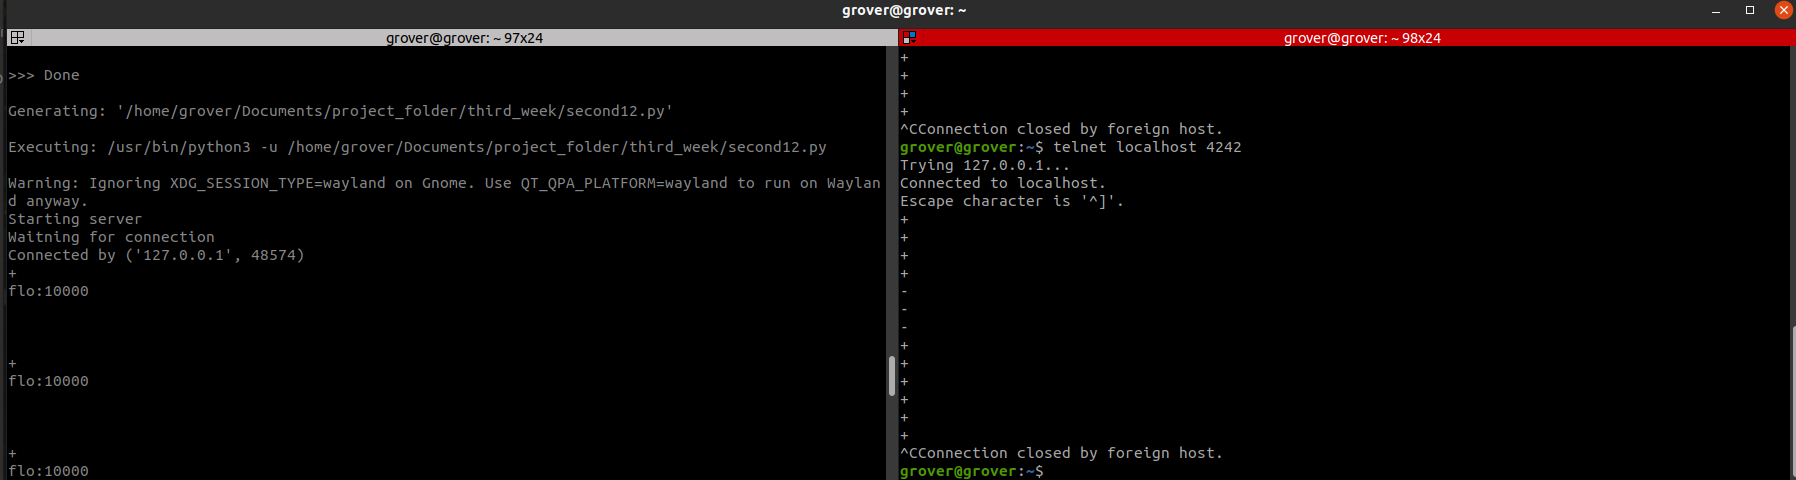 grover@grover: ~
grover@grover: ~ 97x24
>>> Done
Generating: '/home/grover/Documents/project_folder/third_week/second12.py'
Executing: /usr/bin/python3 -u /home/grover/Documents/project_folder/third_week/second12.py
Warning: Ignoring XDG_SESSION_TYPE=wayland on Gnome. Use QT_QPA_PLATFORM=wayland to run on Waylan
d anyway.
Starting server
Waitning for connection
Connected by ('127.0.0.1', 48574)
+
flo:10000
+
flo:10000
+
flo:10000
grover@grover: ~ 98x24
+
+
+
+
^CConnection closed by foreign host.
grover@grover:~$ telnet localhost 4242
Trying 127.0.0.1...
Connected to localhost.
Escape character is '^]'.
+
+
+
+
-
-
-
+
+
+
+
+
+
^CConnection closed by foreign host.
grover@grover:~$